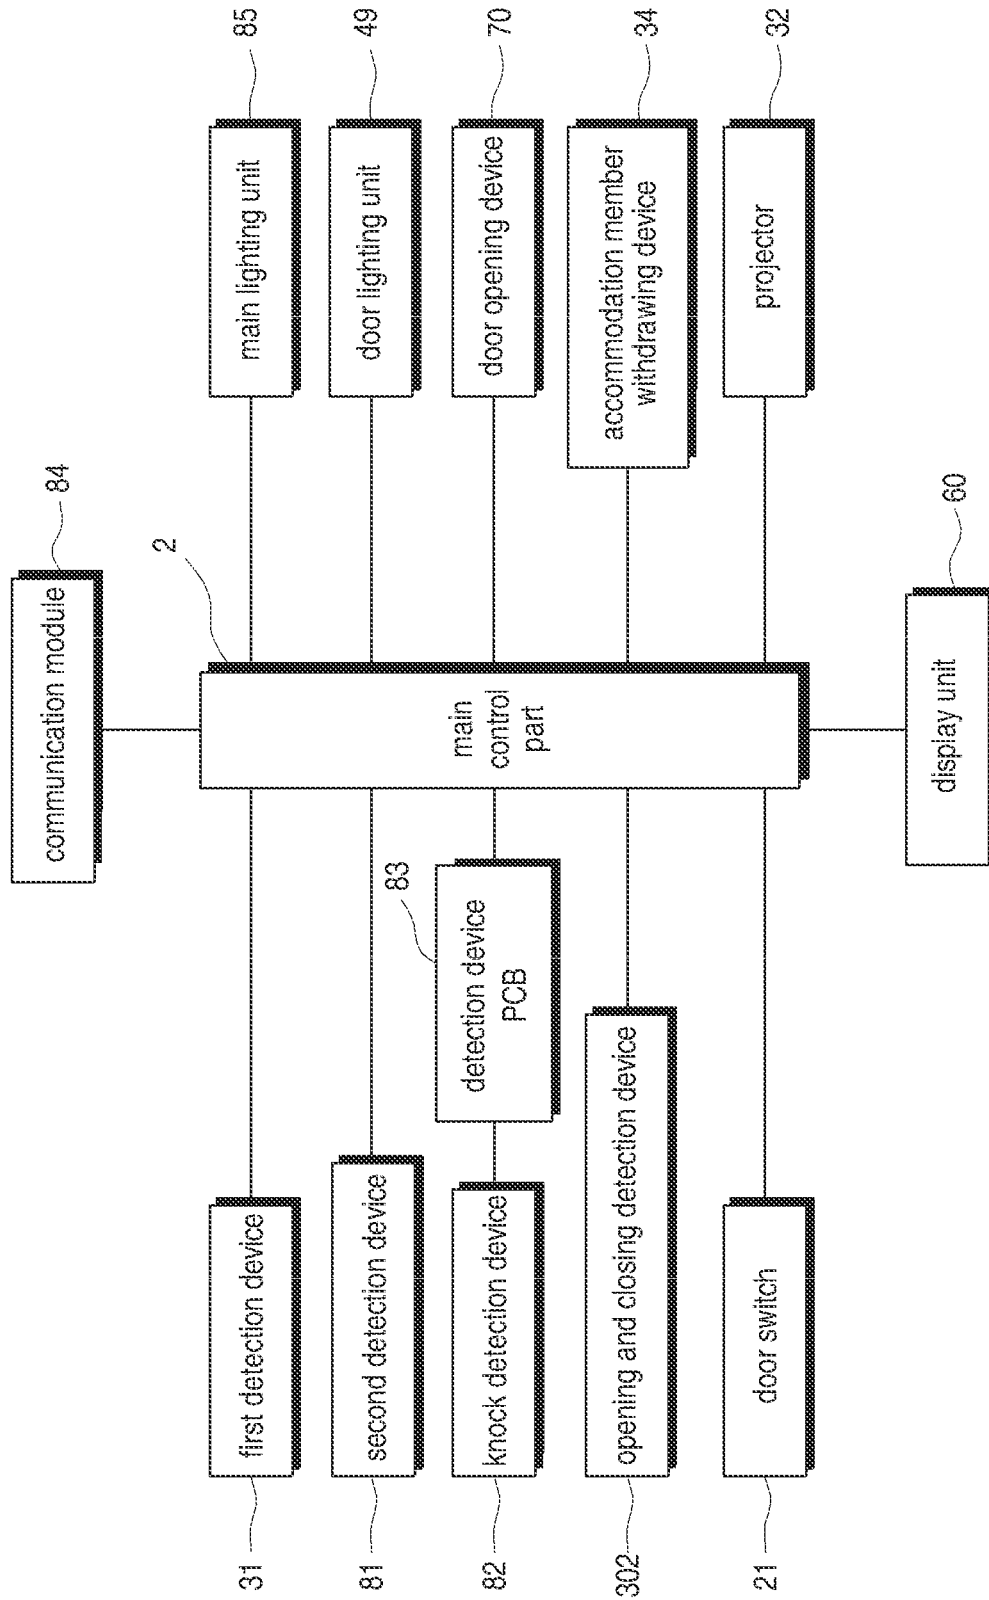 84
communication module
2
31
first detection device
main lighting unit
85
81
second detection device
door lighting unit
49
83
82
knock detection device
detection device
PCB
main
control
part
door opening device
70
302
opening and closing detection device
accommodation member
withdrawing device
34
21
door switch
projector
32
60
display unit